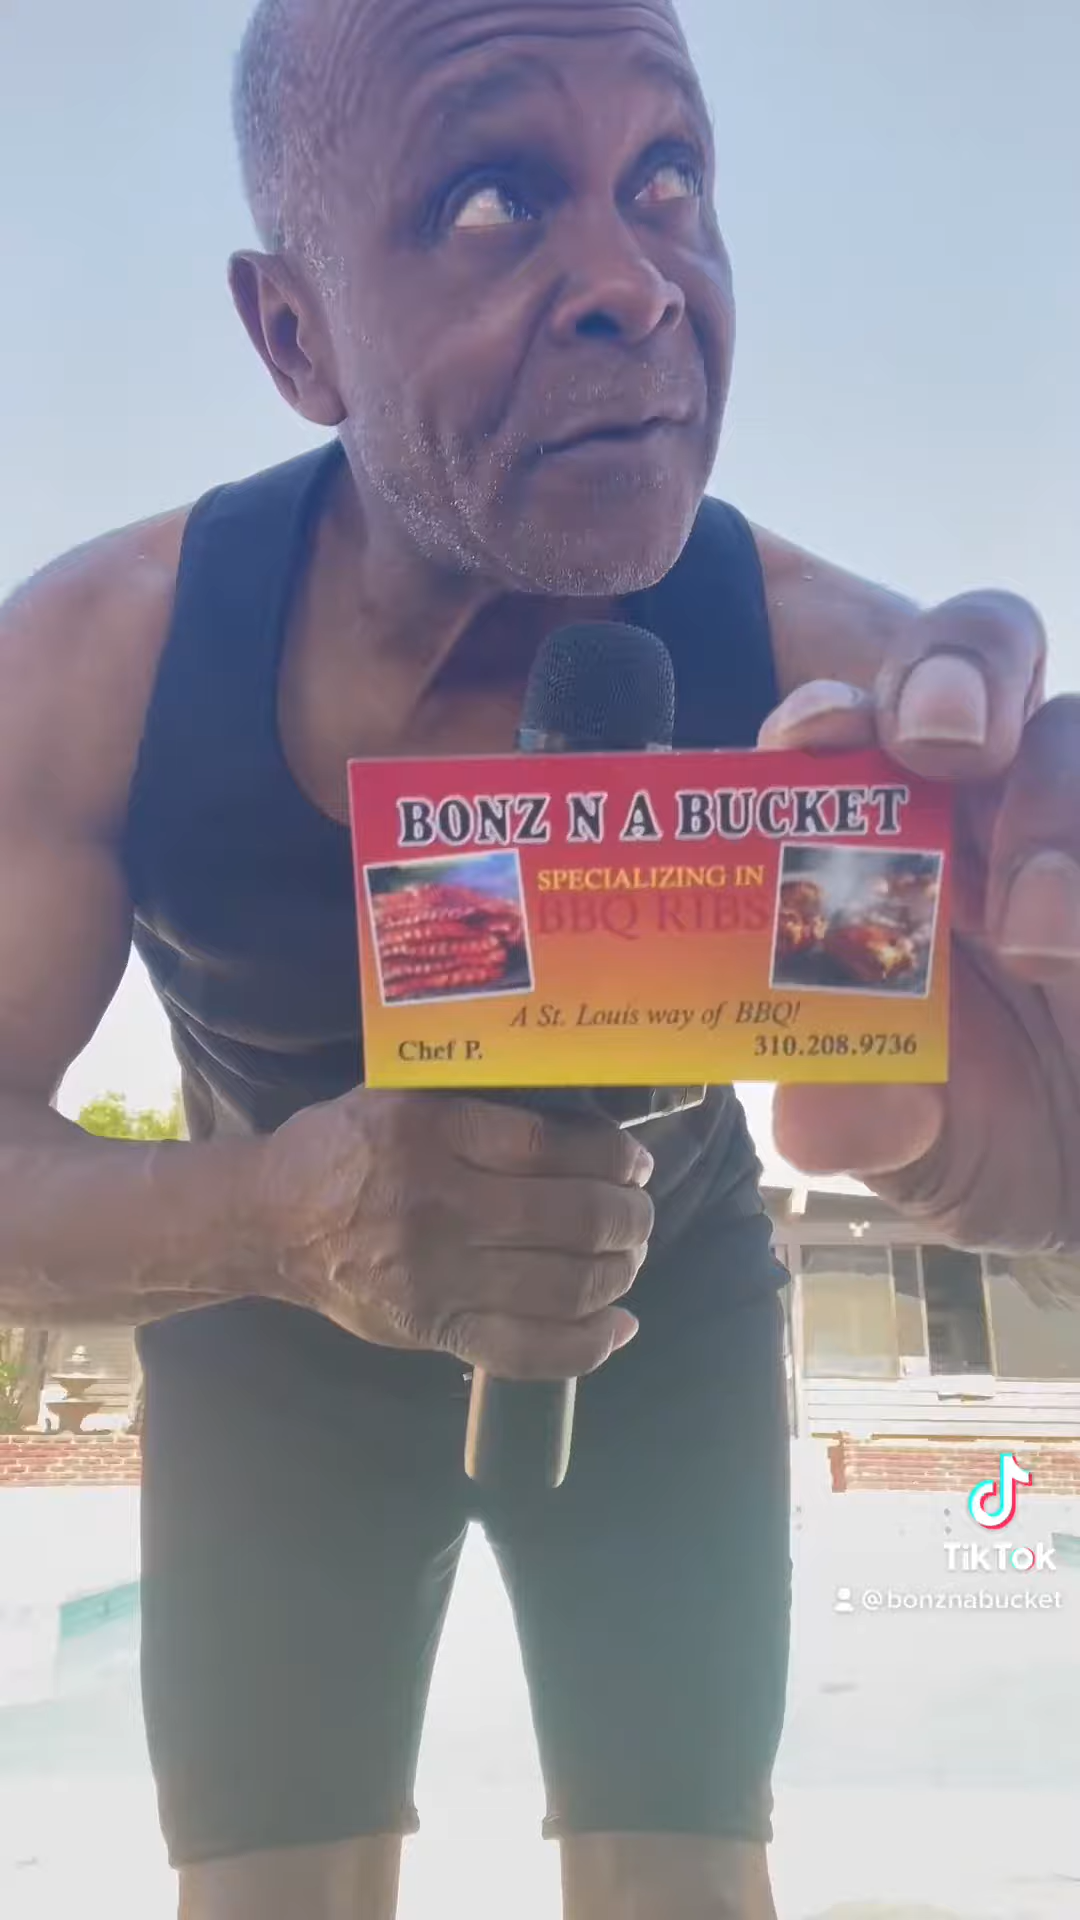 BONZ N A BUCKET
SPECIALIZING IN
BBQ RIBS
A St. Louis way of BBQ!
Chef P.
310.208.9736
TikTok
@bonznabucket